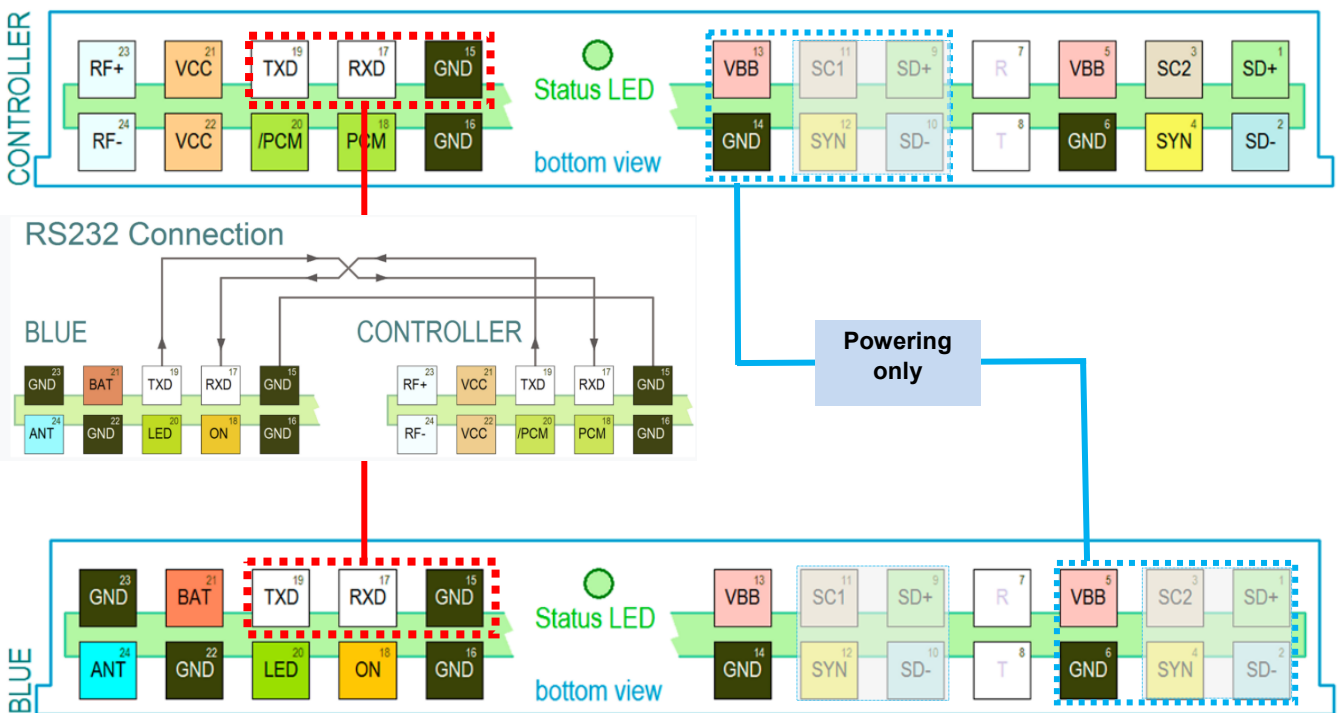 CONTROLLER
23 21 19 17 15 13 11 9 7 5 3 1
RF+ VCC TXD RXD GND Status LED VBB SC1 SD+ R VBB SC2 SD+
24 22 20 18 16 14 12 10 8 6 4 2
RF- VCC /PCM PCM GND bottom view GND SYN SD- T GND SYN SD-
RS232 Connection
BLUE CONTROLLER
23 21 19 17 15 23 21 19 17 15
GND BAT TXD RXD GND RF+ VCC TXD RXD GND
24 22 20 18 16 24 22 20 18 16
ANT GND LED ON GND RF- VCC /PCM PCM GND
Powering
only
BLUE
23 21 19 17 15 13 11 9 7 5 3 1
GND BAT TXD RXD GND Status LED VBB SC1 SD+ R VBB SC2 SD+
24 22 20 18 16 14 12 10 8 6 4 2
ANT GND LED ON GND bottom view GND SYN SD- T GND SYN SD-